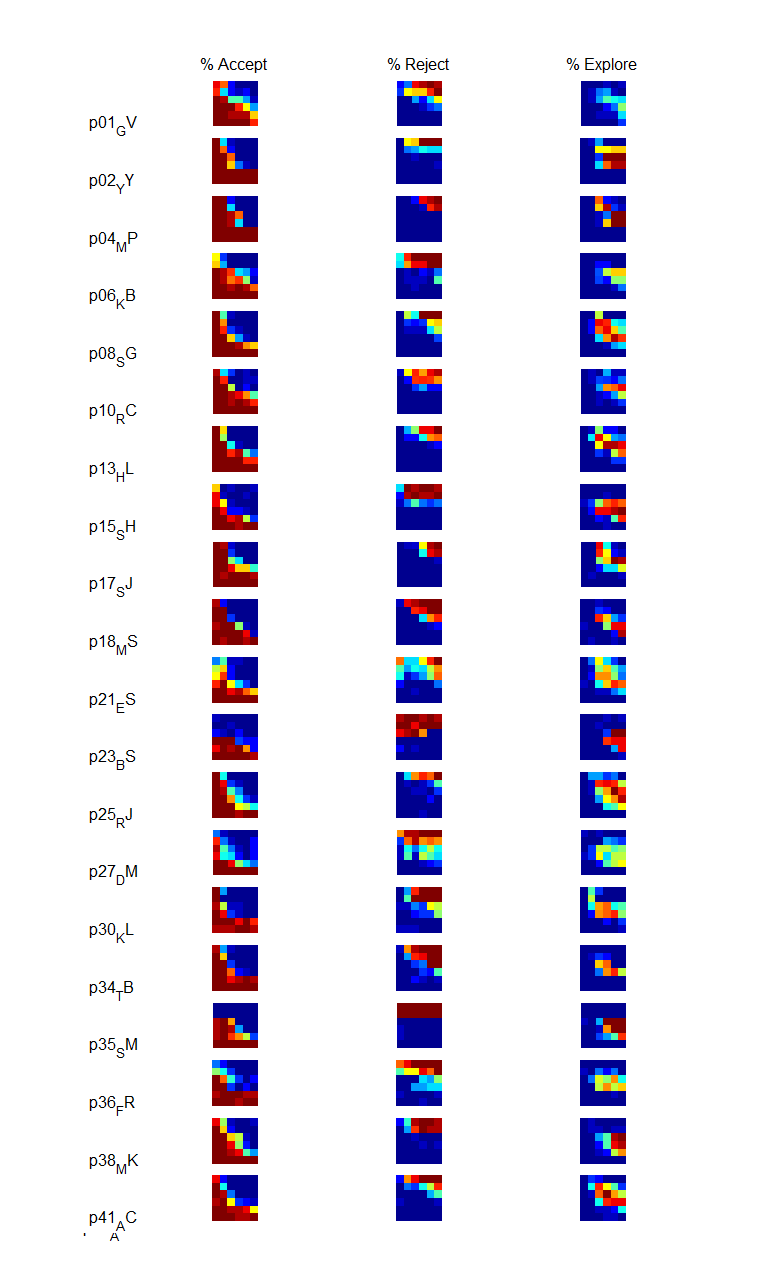 % Accept % Reject % Explore
p01GV
p02YY
p04MP
p06KB
p08SG
p10RC
p13HL
p15SH
p17SJ
p18MS
p21ES
p23BS
p25RJ
p27DM
p30KL
p34TB
p35SM
p36FR
p38MK
p41AC